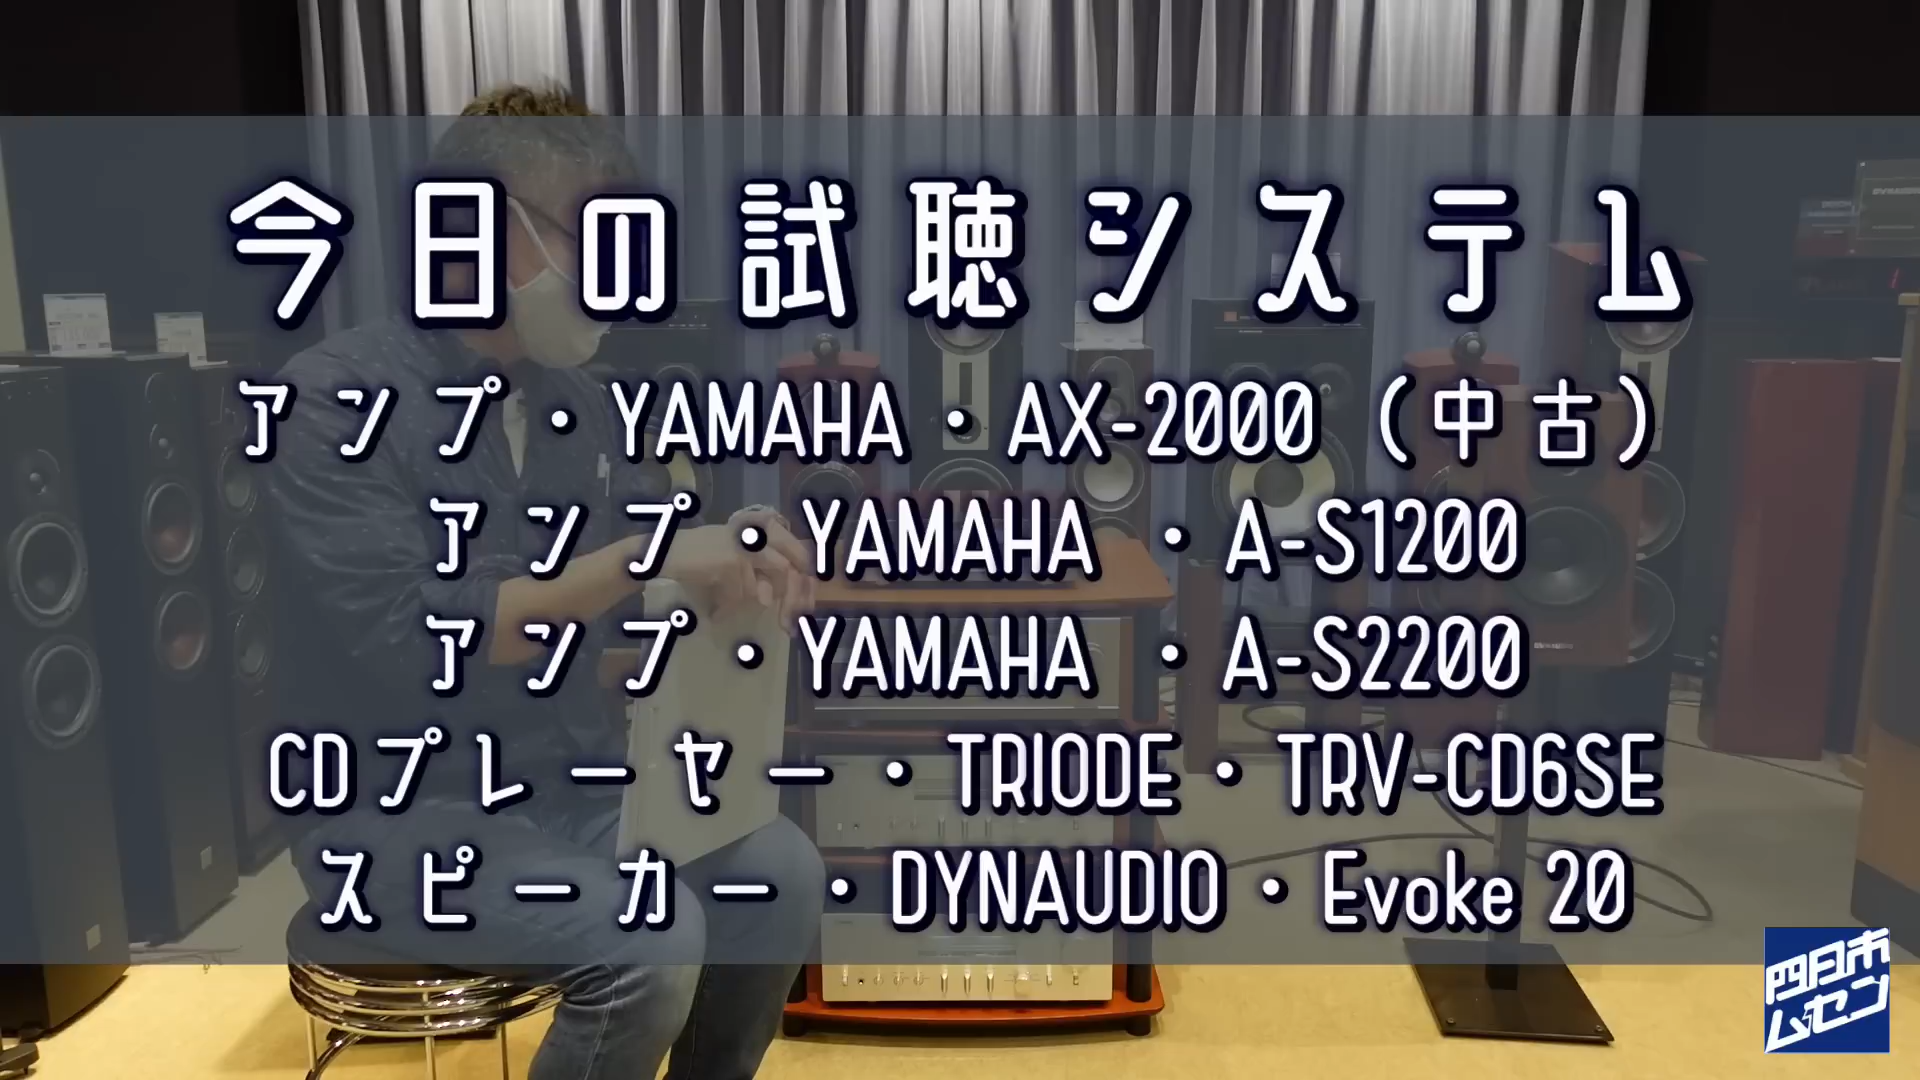 今日の試聴システム
アンプ・YAMAHA・AX-2000（中古）
アンプ・YAMAHA ・ A-S1200
アンプ・YAMAHA ・ A-S2200
CDプレーヤー・TRIODE・TRV-CD6SE
スピーカー・DYNAUDIO・Evoke 20
四日市
ムセン